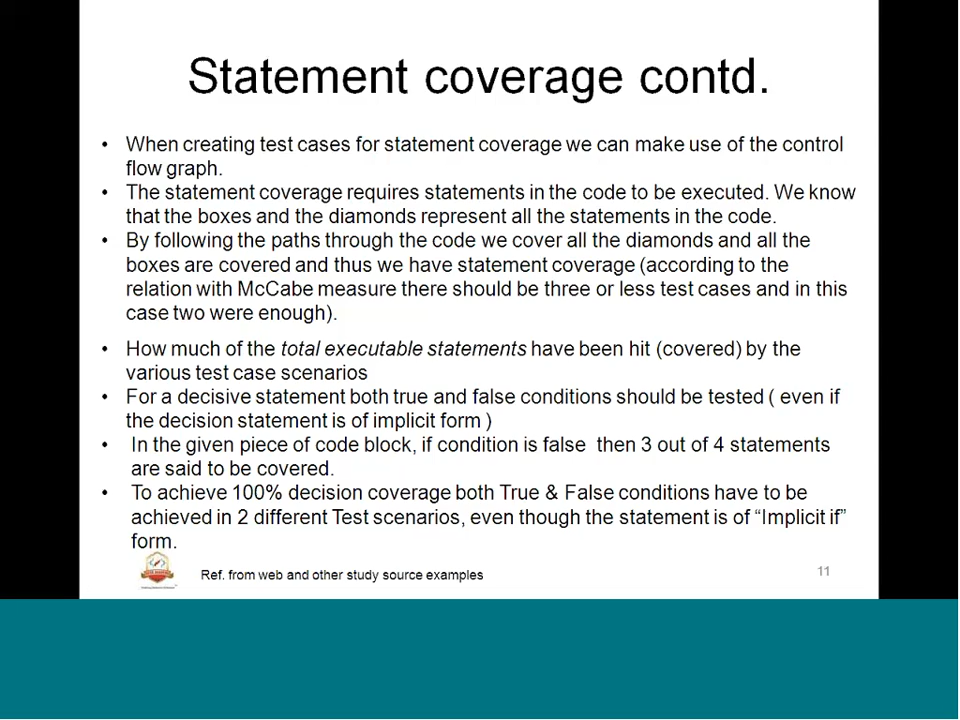 Statement coverage contd.
• When creating test cases for statement coverage we can make use of the control
flow graph.
• The statement coverage requires statements in the code to be executed. We know
that the boxes and the diamonds represent all the statements in the code.
• By following the paths through the code we cover all the diamonds and all the
boxes are covered and thus we have statement coverage (according to the
relation with McCabe measure there should be three or less test cases and in this
case two were enough).
• How much of the total executable statements have been hit (covered) by the
various test case scenarios
• For a decisive statement both true and false conditions should be tested ( even if
the decision statement is of implicit form )
• In the given piece of code block, if condition is false then 3 out of 4 statements
are said to be covered.
• To achieve 100% decision coverage both True & False conditions have to be
achieved in 2 different Test scenarios, even though the statement is of “Implicit if”
form.
Ref. from web and other study source examples
11